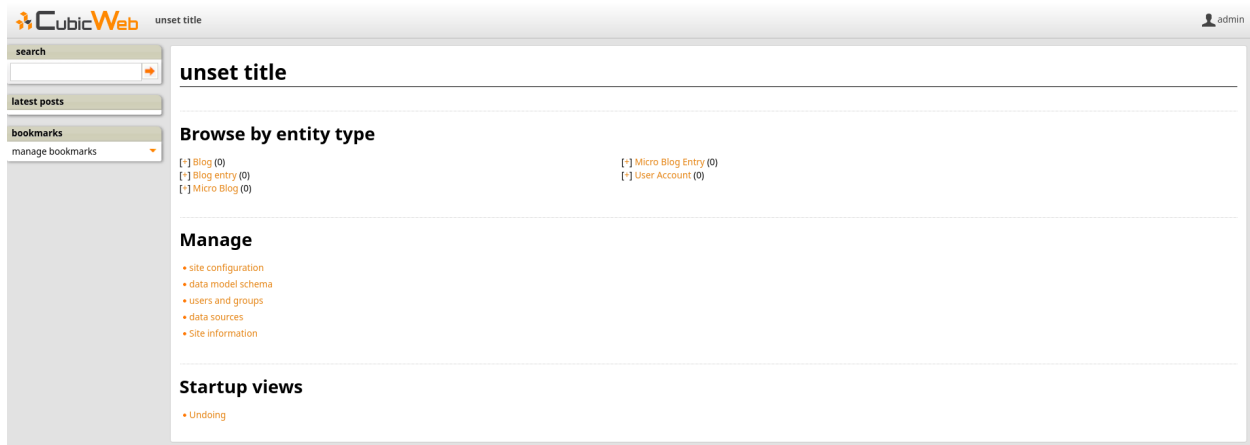 CubicWeb unset title admin
search
latest posts
bookmarks
manage bookmarks
unset title
Browse by entity type
[+] Blog (0)
[+] Blog entry (0)
[+] Micro Blog (0)
[+] Micro Blog Entry (0)
[+] User Account (0)
Manage
• site configuration
• data model schema
• users and groups
• data sources
• Site information
Startup views
• Undoing